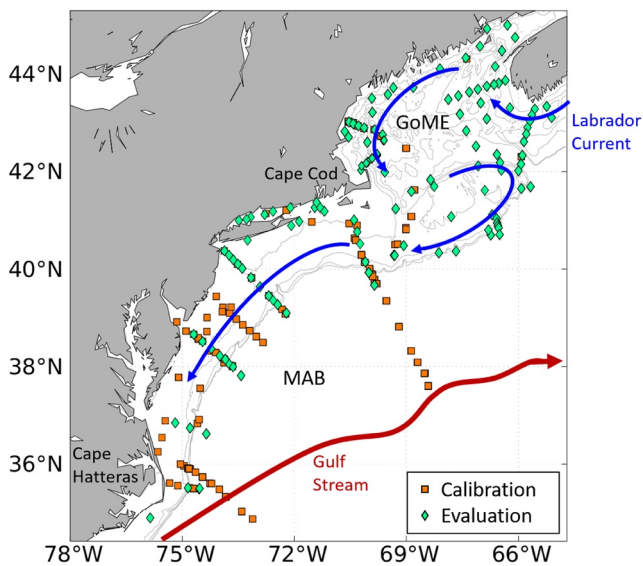 44°N
GoME
Labrador
Current
42°N
Cape Cod
40°N
38°N
MAB
36°N
Cape
Hatteras
Gulf
Stream
Calibration
Evaluation
78°W 75°W 72°W 69°W 66°W